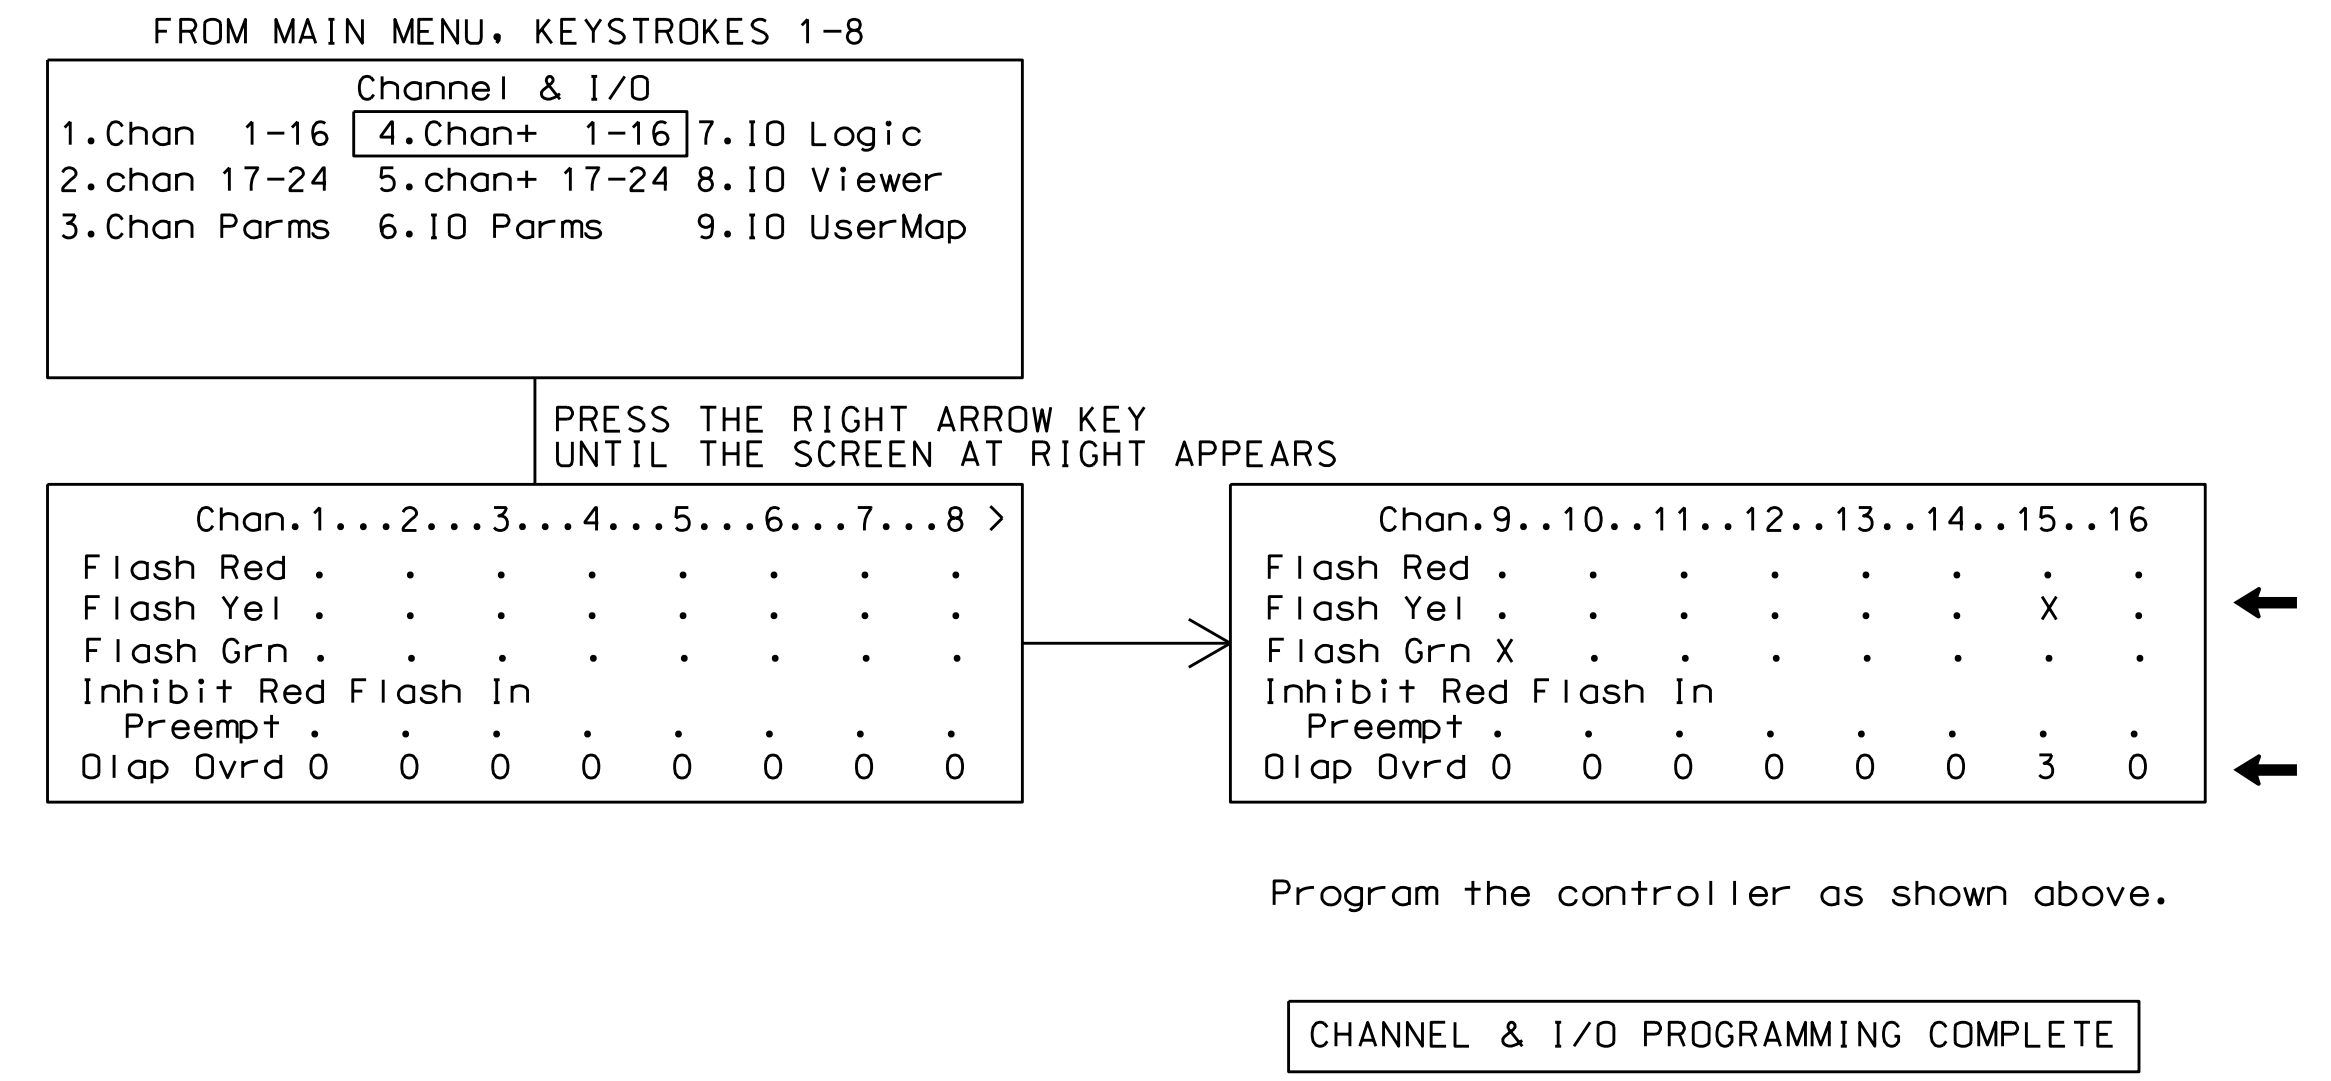 FROM MAIN MENU, KEYSTROKES 1-8
Channel & I/O
1.Chan 1-16 4.Chan+ 1-16 7.IO Logic
2.chan 17-24 5.chan+ 17-24 8.IO Viewer
3.Chan Parms 6.IO Parms 9.IO UserMap
PRESS THE RIGHT ARROW KEY
UNTIL THE SCREEN AT RIGHT APPEARS
Chan.1...2...3...4...5...6...7...8 >
Flash Red . . . . . . . .
Flash Yel . . . . . . . .
Flash Grn . . . . . . . .
Inhibit Red Flash In
Preempt . . . . . . . .
Olap Ovrd 0 0 0 0 0 0 0 0
Chan.9..10..11..12..13..14..15..16
Flash Red . . . . . . . .
Flash Yel . . . . . . X .
Flash Grn X . . . . . . .
Inhibit Red Flash In
Preempt . . . . . . . .
Olap Ovrd 0 0 0 0 0 0 3 0
Program the controller as shown above.
CHANNEL & I/O PROGRAMMING COMPLETE